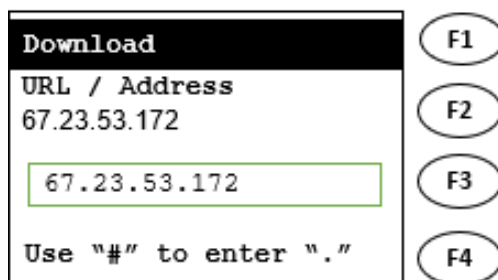 Download
F1
URL / Address
67.23.53.172
F2
67.23.53.172
F3
Use "#" to enter "."
F4